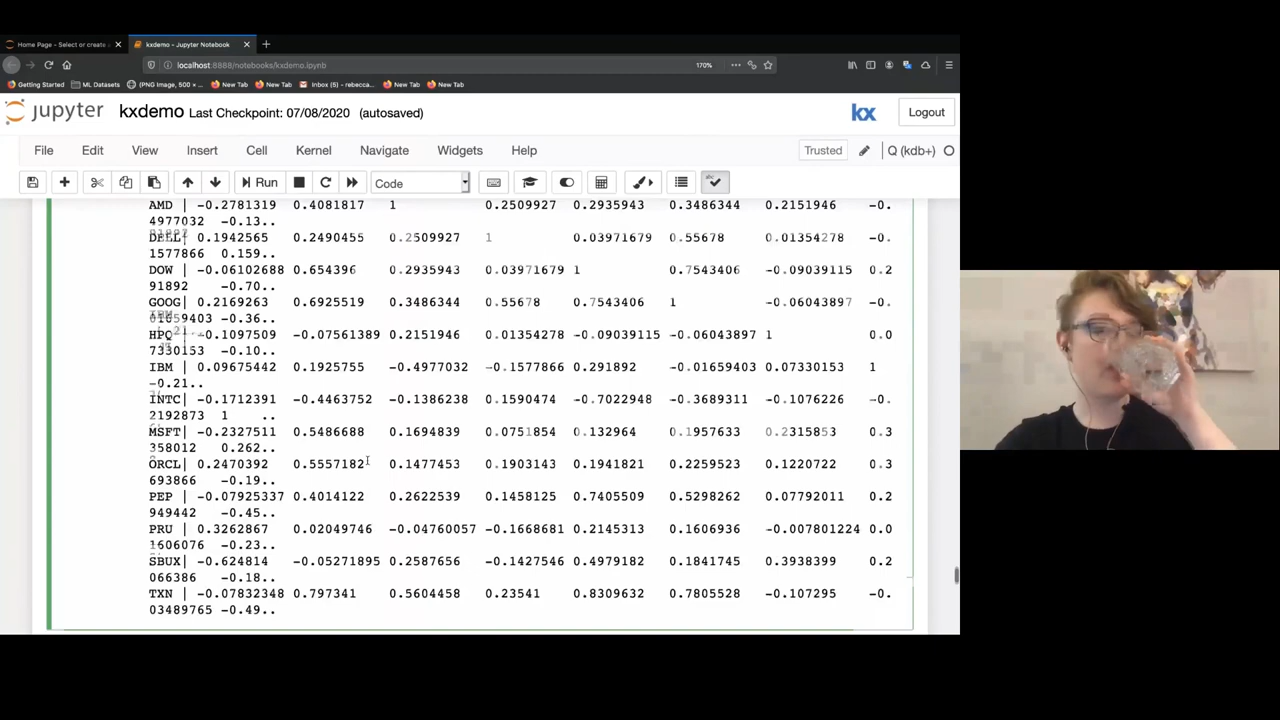 Home Page - Select or create a
kxdemo - Jupyter Notebook
localhost:8888/notebooks/kxdemo.ipynb
170%
Getting Started
ML Datasets
(PNG Image, 500 × …
New Tab
New Tab
Inbox (5) - rebecca…
New Tab
New Tab
jupyter kxdemo Last Checkpoint: 07/08/2020 (autosaved)
kx
Logout
File Edit View Insert Cell Kernel Navigate Widgets Help
Trusted
Q (kdb+)
Run
Code
AMD | -0.2781319 0.4081817 1 0.2509927 0.2935943 0.3486344 0.2151946 -0.
4977032 -0.13..
DELL| 0.1942565 0.2490455 0.2509927 1 0.03971679 0.55678 0.01354278 -0.
1577866 0.159..
DOW | -0.06102688 0.654396 0.2935943 0.03971679 1 0.7543406 -0.09039115 0.2
91892 -0.70..
GOOG| 0.2169263 0.6925519 0.3486344 0.55678 0.7543406 1 -0.06043897 -0.
01659403 -0.36..
HPQ | -0.1097509 -0.07561389 0.2151946 0.01354278 -0.09039115 -0.06043897 1 0.0
7330153 -0.10..
IBM | 0.09675442 0.1925755 -0.4977032 -0.1577866 0.291892 -0.01659403 0.07330153 1
-0.21..
INTC| -0.1712391 -0.4463752 -0.1386238 0.1590474 -0.7022948 -0.3689311 -0.1076226 -0.
2192873 1 ..
MSFT| -0.2327511 0.5486688 0.1694839 0.0751854 0.132964 0.1957633 0.2315853 0.3
358012 0.262..
ORCL| 0.2470392 0.5557182 0.1477453 0.1903143 0.1941821 0.2259523 0.1220722 0.3
693866 -0.19..
PEP | -0.07925337 0.4014122 0.2622539 0.1458125 0.7405509 0.5298262 0.07792011 0.2
949442 -0.45..
PRU | 0.3262867 0.02049746 -0.04760057 -0.1668681 0.2145313 0.1606936 -0.007801224 0.0
1606076 -0.23..
SBUX| -0.624814 -0.05271895 0.2587656 -0.1427546 0.4979182 0.1841745 0.3938399 0.2
066386 -0.18..
TXN | -0.07832348 0.797341 0.5604458 0.23541 0.8309632 0.7805528 -0.107295 -0.
03489765 -0.49..